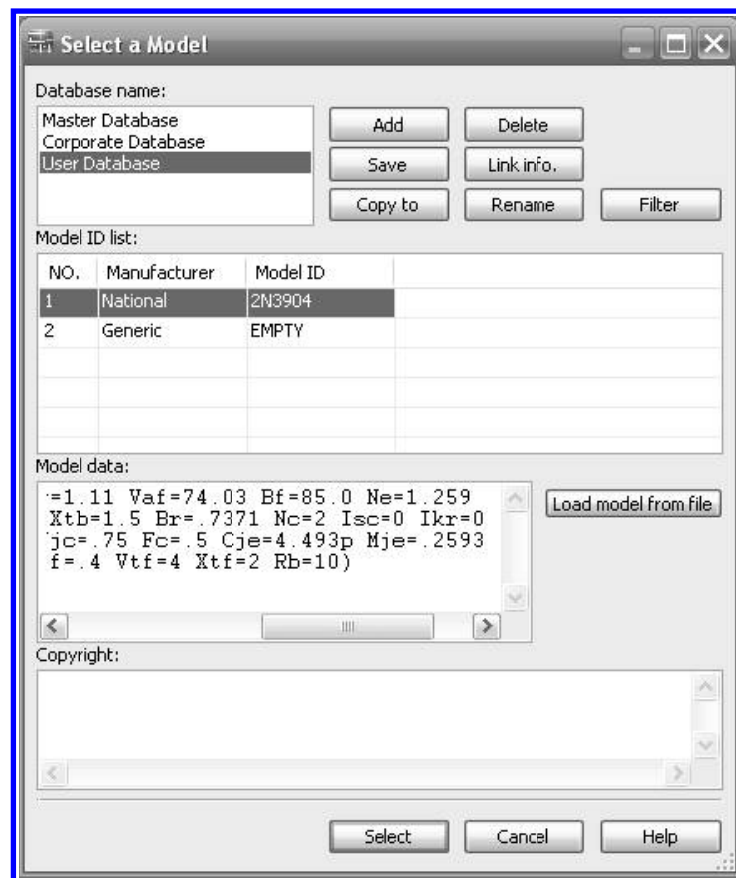 Select a Model
Database name:
Master Database
Corporate Database
User Database
Add
Delete
Save
Link info.
Copy to
Rename
Filter
Model ID list:
NO. Manufacturer Model ID
1 National 2N3904
2 Generic EMPTY
Model data:
=1.11 Vaf=74.03 Bf=85.0 Ne=1.259
Xtb=1.5 Br=.7371 Nc=2 Isc=0 Ikr=0
jc=.75 Fc=.5 Cje=4.493p Mje=.2593
f=.4 Vtf=4 Xtf=2 Rb=10)
Load model from file
Copyright:
Select
Cancel
Help